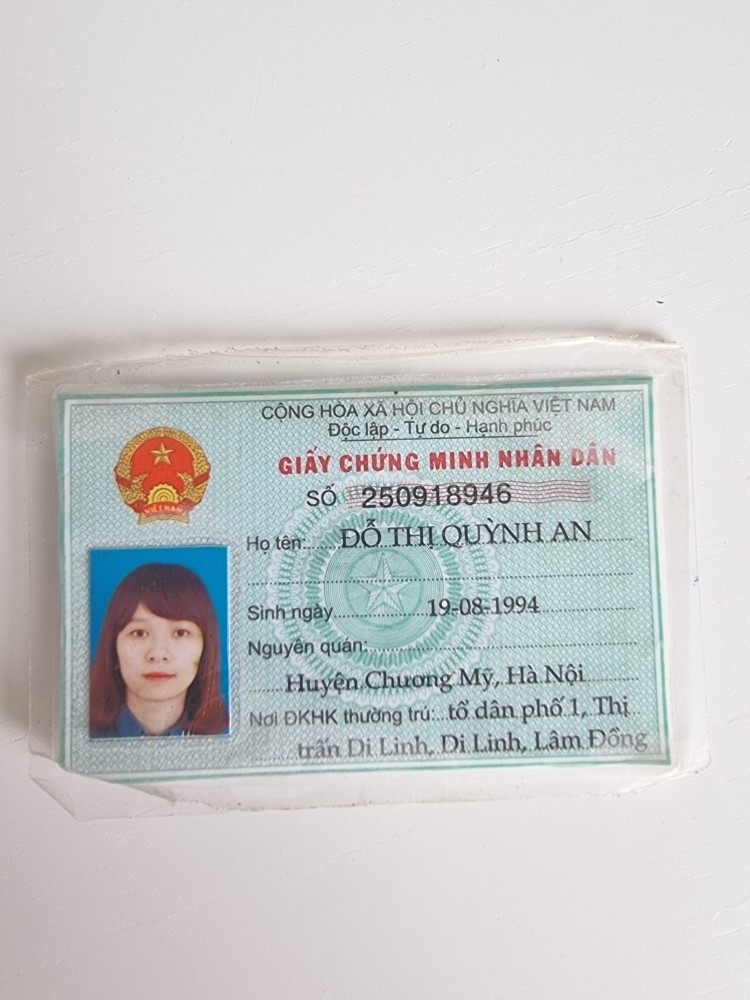 CỘNG HÒA XÃ HỘI CHỦ NGHĨA VIỆT NAM
Độc lập - Tự do - Hạnh phúc
GIẤY CHỨNG MINH NHÂN DÂN
SỐ 250918946
Họ tên: ĐỖ THỊ QUỲNH AN
Sinh ngày 19-08-1994
Nguyên quán:
Huyện Chương Mỹ, Hà Nội
Nơi ĐKHK thường trú: tổ dân phố 1, Thị
trấn Di Linh, Di Linh, Lâm Đồng
VIỆT NAM